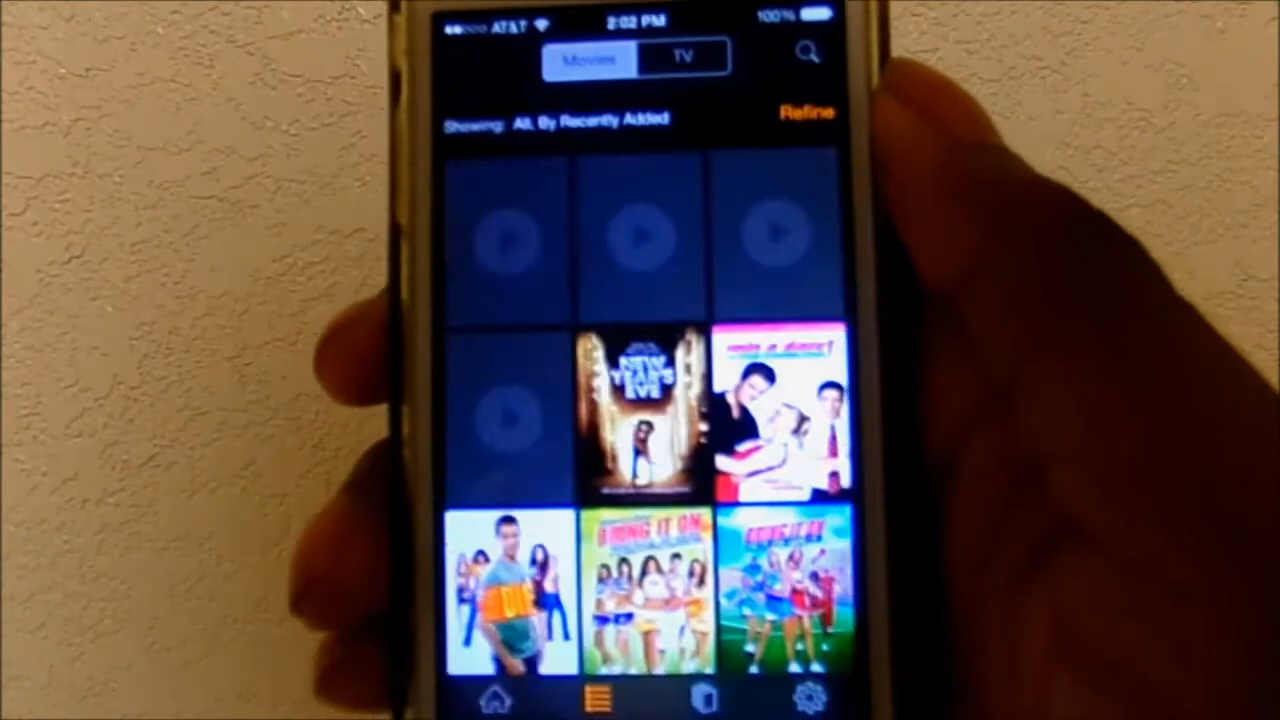 AT&T 2:02 PM 100%
Movies TV
Showing: All, By Recently Added Refine
NEW
YEAR'S
EVE
DIE
BRING IT ON
BRING IT ON